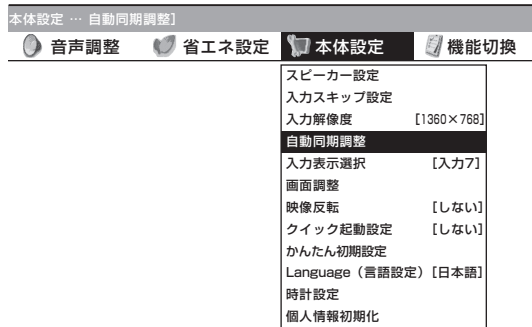 本体設定 … 自動同期調整]
音声調整 省エネ設定 本体設定 機能切換
スピーカー設定
入力スキップ設定
入力解像度 [1360×768]
自動同期調整
入力表示選択 [入力7]
画面調整
映像反転 [しない]
クイック起動設定 [しない]
かんたん初期設定
Language（言語設定）[日本語]
時計設定
個人情報初期化